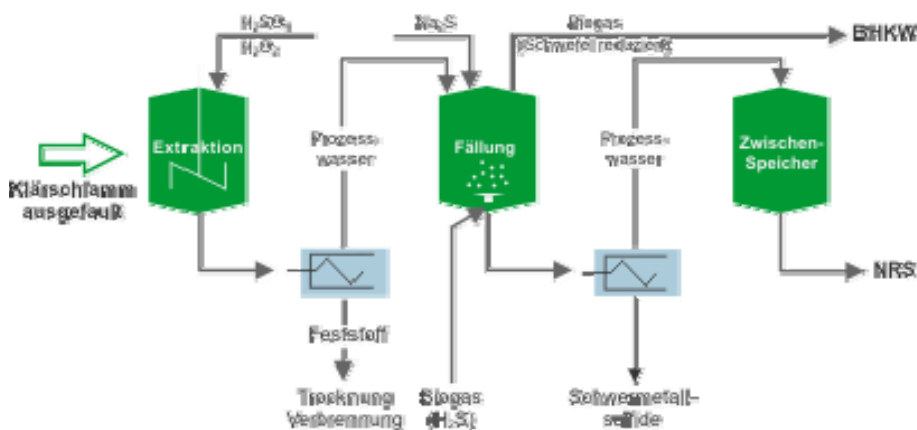 H₂SO₄
H₂O₂
Na₂S
Biogas
(Schwefel reduziert)
BHKW
Extraktion
Prozess-
wasser
Fällung
Prozess-
wasser
Zwischen-
Speicher
Klärschlamm
ausgefault
NRS
Feststoff
Trocknung
Verbrennung
Biogas
(H₂S)
Schwermetall-
sulfide